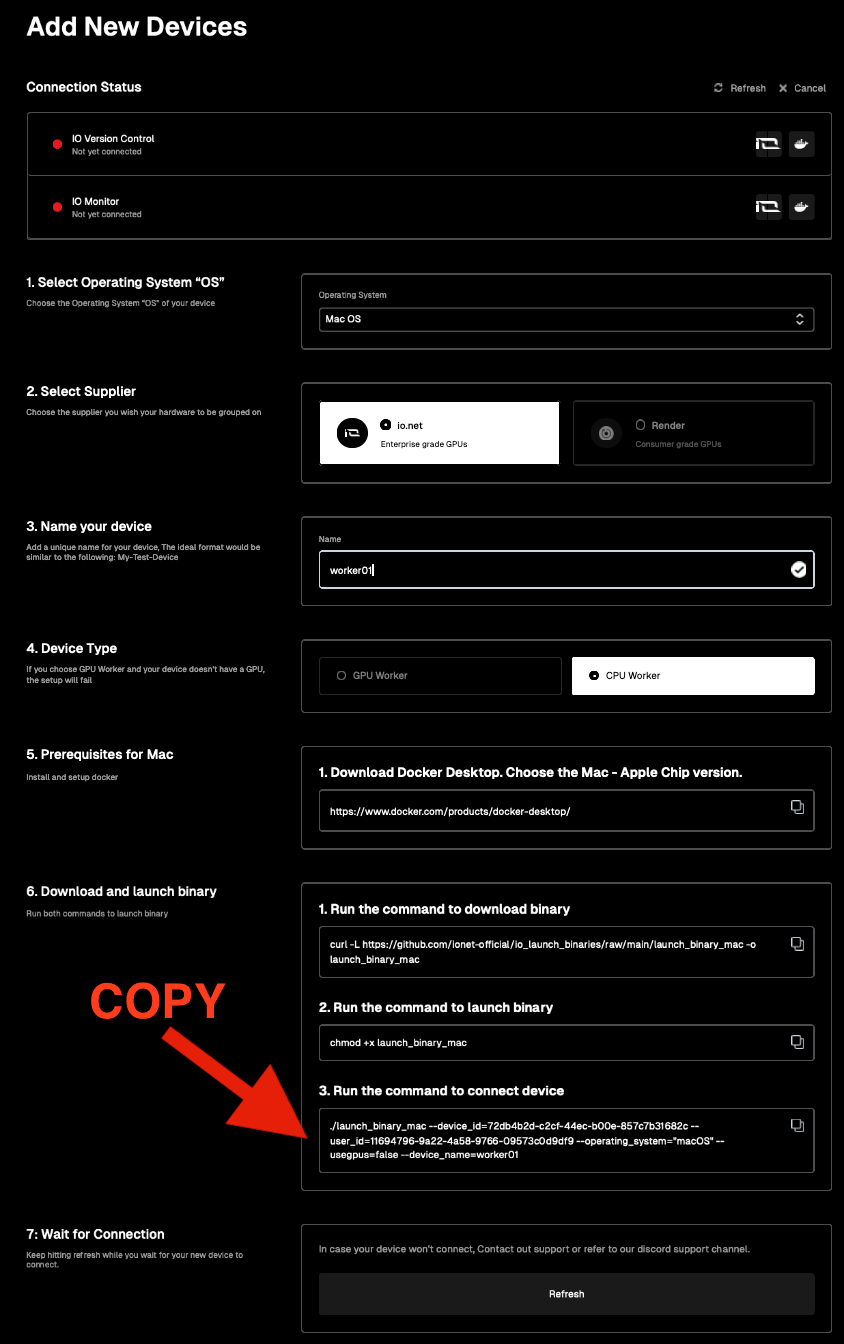 Add New Devices
Connection Status
Refresh
Cancel
IO Version Control
Not yet connected
IO Monitor
Not yet connected
1. Select Operating System “OS”
Choose the Operating System “OS” of your device
Operating System
Mac OS
2. Select Supplier
Choose the supplier you wish your hardware to be grouped on
io.net
Enterprise grade GPUs
Render
Consumer grade GPUs
3. Name your device
Add a unique name for your device, The ideal format would be
similar to the following: My-Test-Device
Name
worker01
4. Device Type
If you choose GPU Worker and your device doesn't have a GPU,
the setup will fail
GPU Worker
CPU Worker
5. Prerequisites for Mac
Install and setup docker
1. Download Docker Desktop. Choose the Mac - Apple Chip version.
https://www.docker.com/products/docker-desktop/
6. Download and launch binary
Run both commands to launch binary
1. Run the command to download binary
curl -L https://github.com/ionet-official/io_launch_binaries/raw/main/launch_binary_mac -o
launch_binary_mac
2. Run the command to launch binary
chmod +x launch_binary_mac
COPY
3. Run the command to connect device
./launch_binary_mac --device_id=72db4b2d-c2cf-44ec-b00e-857c7b31682c --
user_id=11694796-9a22-4a58-9766-09573c0d9df9 --operating_system="macOS" --
usegpus=false --device_name=worker01
7: Wait for Connection
Keep hitting refresh while you wait for your new device to
connect.
In case your device won't connect, Contact out support or refer to our discord support channel.
Refresh